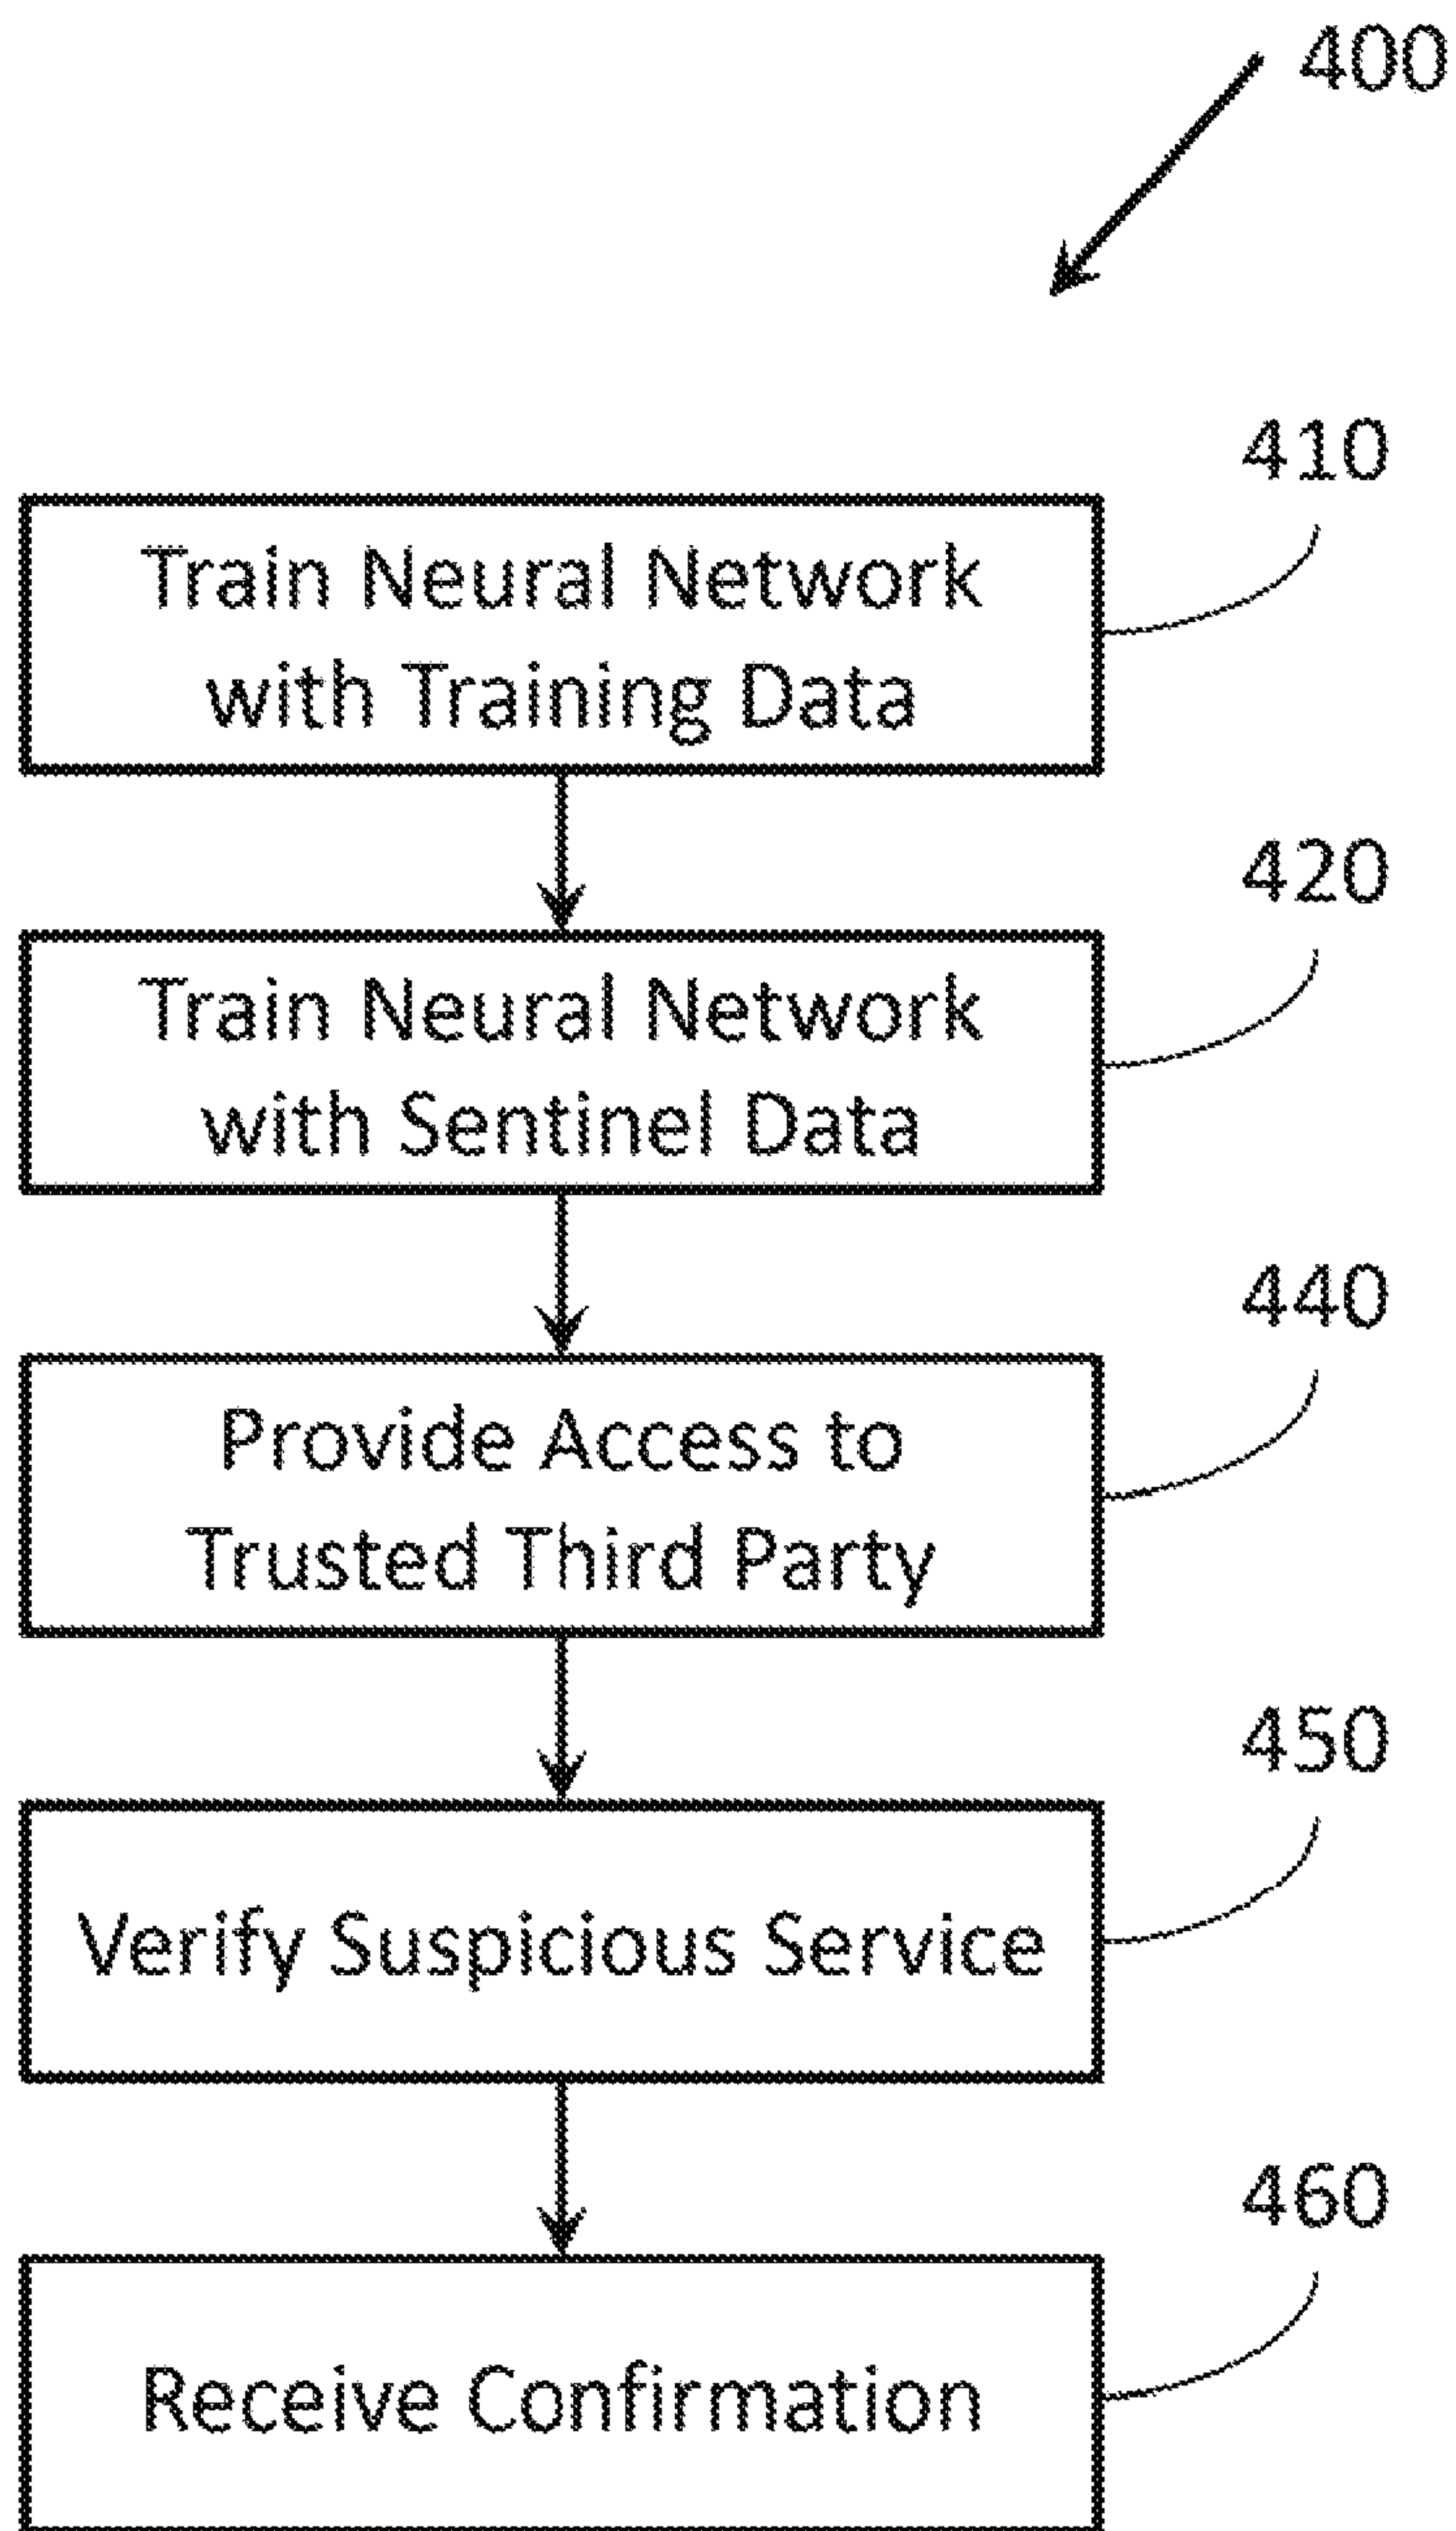 400
410
Train Neural Network
with Training Data
420
Train Neural Network
with Sentinel Data
440
Provide Access to
Trusted Third Party
450
Verify Suspicious Service
460
Receive Confirmation